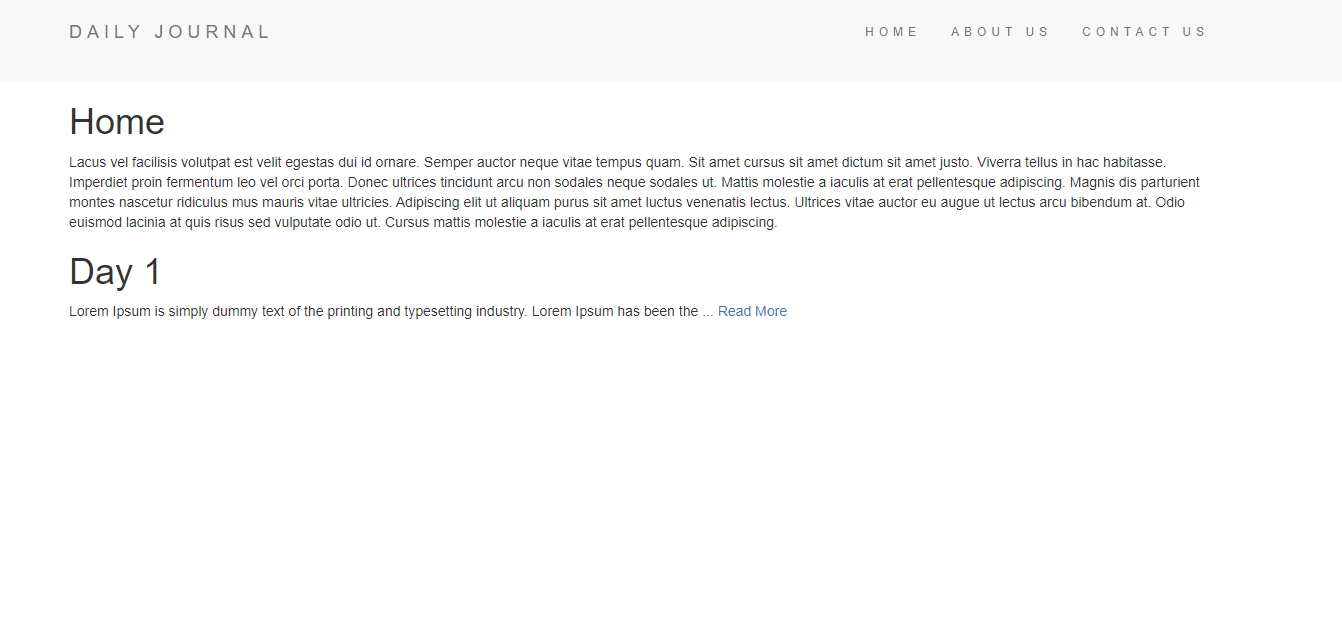 DAILY JOURNAL
HOME ABOUT US CONTACT US
Home
Lacus vel facilisis volutpat est velit egestas dui id ornare. Semper auctor neque vitae tempus quam. Sit amet cursus sit amet dictum sit amet justo. Viverra tellus in hac habitasse.
Imperdiet proin fermentum leo vel orci porta. Donec ultrices tincidunt arcu non sodales neque sodales ut. Mattis molestie a iaculis at erat pellentesque adipiscing. Magnis dis parturient
montes nascetur ridiculus mus mauris vitae ultricies. Adipiscing elit ut aliquam purus sit amet luctus venenatis lectus. Ultrices vitae auctor eu augue ut lectus arcu bibendum at. Odio
euismod lacinia at quis risus sed vulputate odio ut. Cursus mattis molestie a iaculis at erat pellentesque adipiscing.
Day 1
Lorem Ipsum is simply dummy text of the printing and typesetting industry. Lorem Ipsum has been the ... Read More